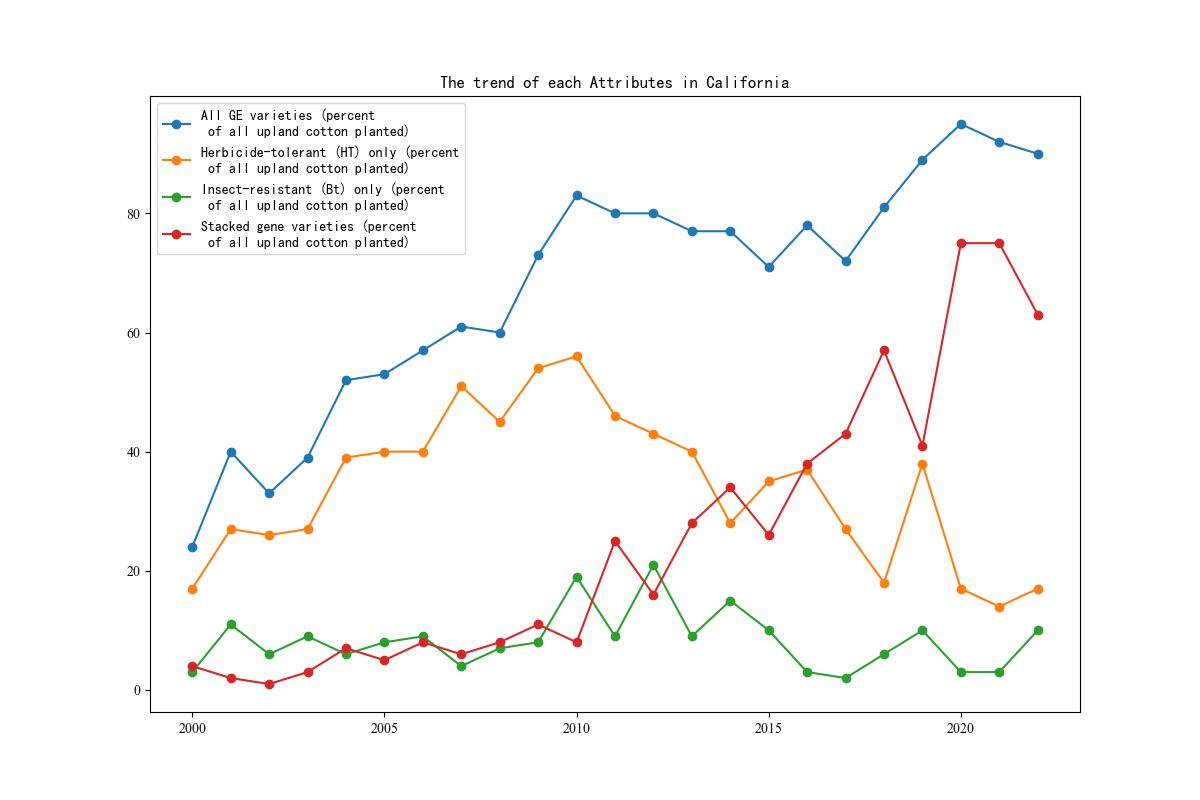 The trend of each Attributes in California
All GE varieties (percent
of all upland cotton planted)
Herbicide-tolerant (HT) only (percent
of all upland cotton planted)
Insect-resistant (Bt) only (percent
of all upland cotton planted)
Stacked gene varieties (percent
of all upland cotton planted)
80
60
40
20
0
2000
2005
2010
2015
2020